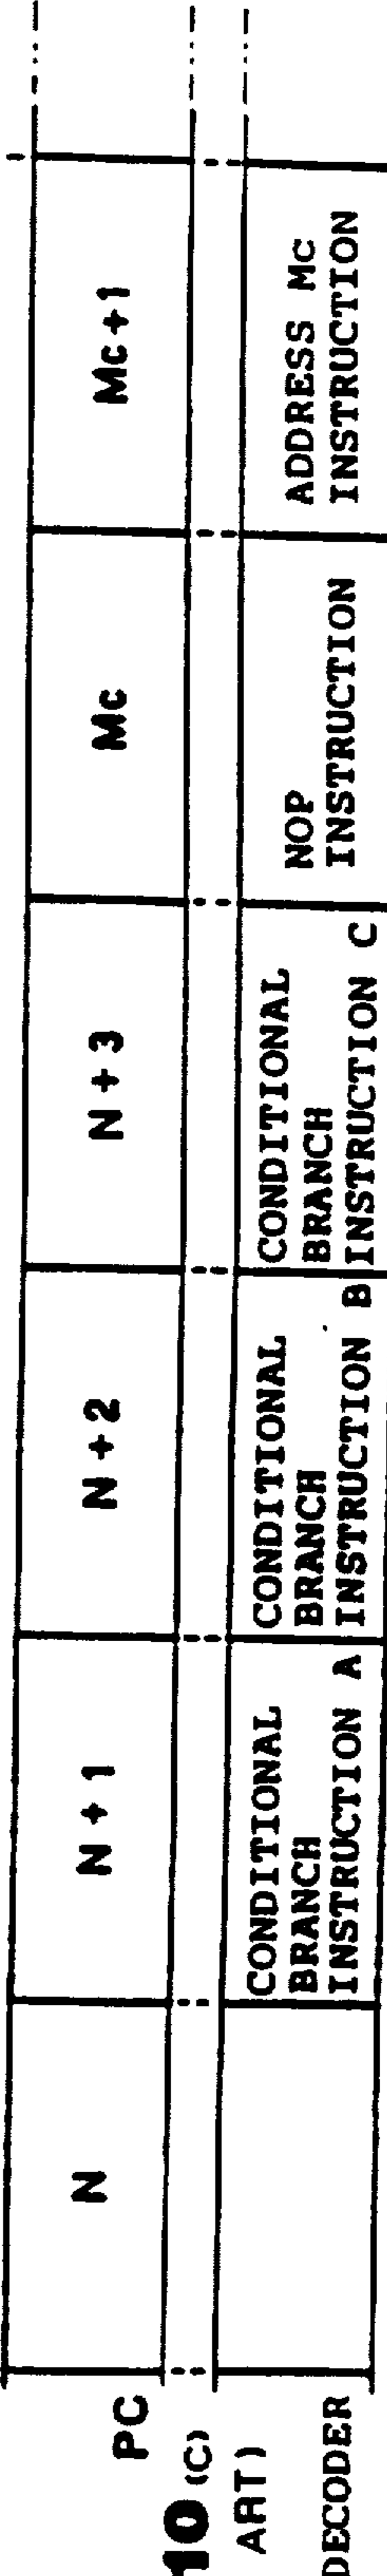 PC
N
N+1
N+2
N+3
Mc
Mc+1
10 (C)
ART)
DECODER
CONDITIONAL
BRANCH
INSTRUCTION A
CONDITIONAL
BRANCH
INSTRUCTION B
CONDITIONAL
BRANCH
INSTRUCTION C
NOP
INSTRUCTION
ADDRESS Mc
INSTRUCTION